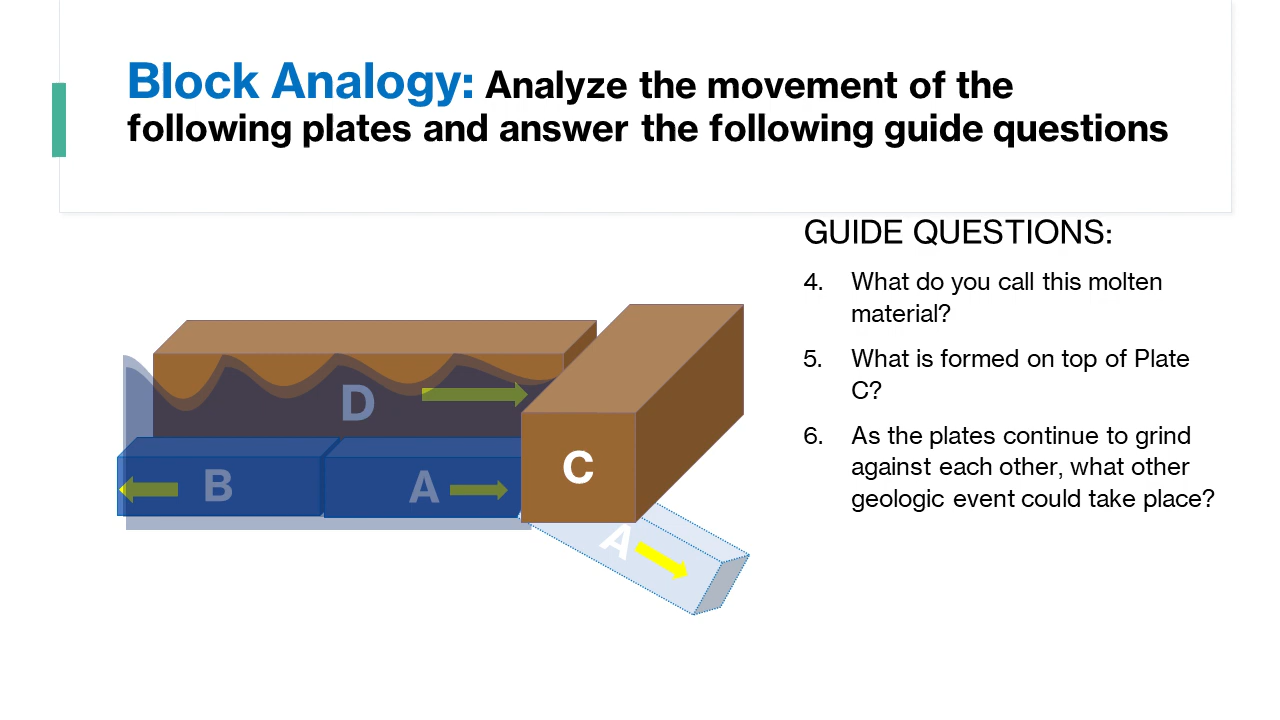 Block Analogy: Analyze the movement of the
following plates and answer the following guide questions
GUIDE QUESTIONS:
4. What do you call this molten
material?
5. What is formed on top of Plate
C?
6. As the plates continue to grind
against each other, what other
geologic event could take place?
D
B
A
C
A